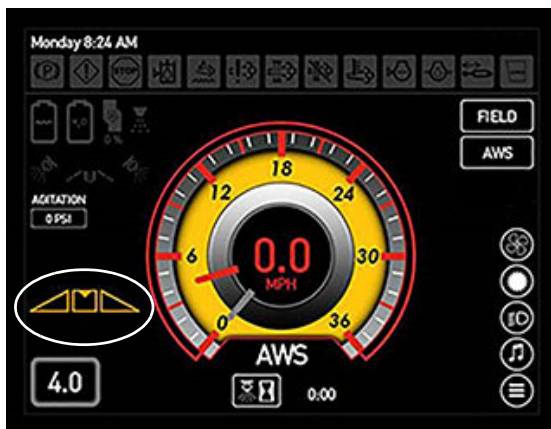 Monday 8:24 AM
P
STOP
FIELD
AWS
0%
AGITATION
0 PSI
18
12
24
6
0.0
30
MPH
0
36
AWS
4.0
0:00